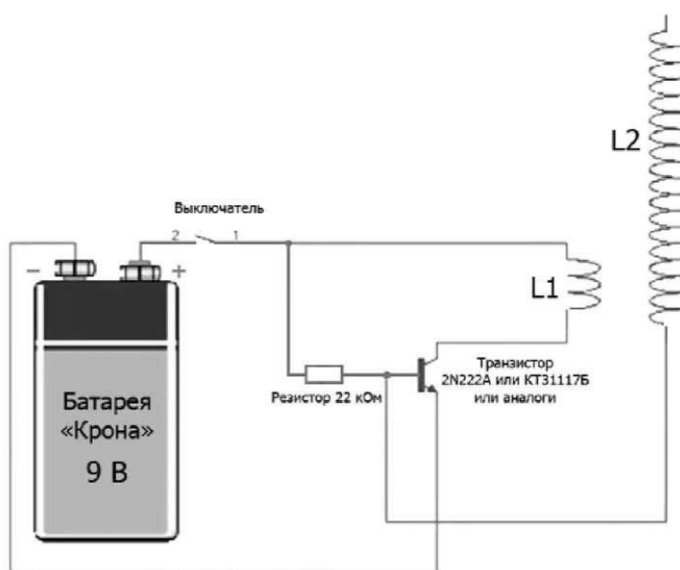 L2
Выключатель
2 1
− +
L1
Транзистор
2N222A или КТ31117Б
или аналоги
Резистор 22 кОм
Батарея
«Крона»
9 В